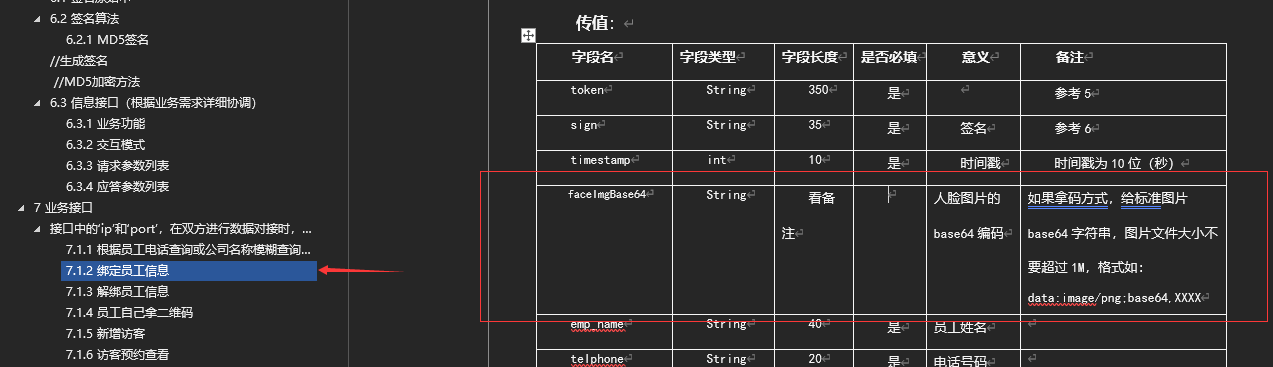 6.2 签名算法
6.2.1 MD5签名
//生成签名
//MD5加密方法
6.3 信息接口（根据业务需求详细协调）
6.3.1 业务功能
6.3.2 交互模式
6.3.3 请求参数列表
6.3.4 应答参数列表
7 业务接口
接口中的‘ip’和‘port’，在双方进行数据对接时，...
7.1.1 根据员工电话查询或公司名称模糊查询...
7.1.2 绑定员工信息
7.1.3 解绑员工信息
7.1.4 员工自己拿二维码
7.1.5 新增访客
7.1.6 访客预约查看
传值：
字段名 字段类型 字段长度 是否必填 意义 备注
token String 350 是 参考 5
sign String 35 是 签名 参考 6
timestamp int 10 是 时间戳 时间戳为 10 位（秒）
faceImgBase64 String 看备 人脸图片的 如果拿码方式，给标准图片
注 base64 编码 base64 字符串，图片文件大小不
要超过 1M，格式如：
data:image/png;base64,XXXX
emp_name String 40 是 员工姓名
telphone String 20 是 电话号码